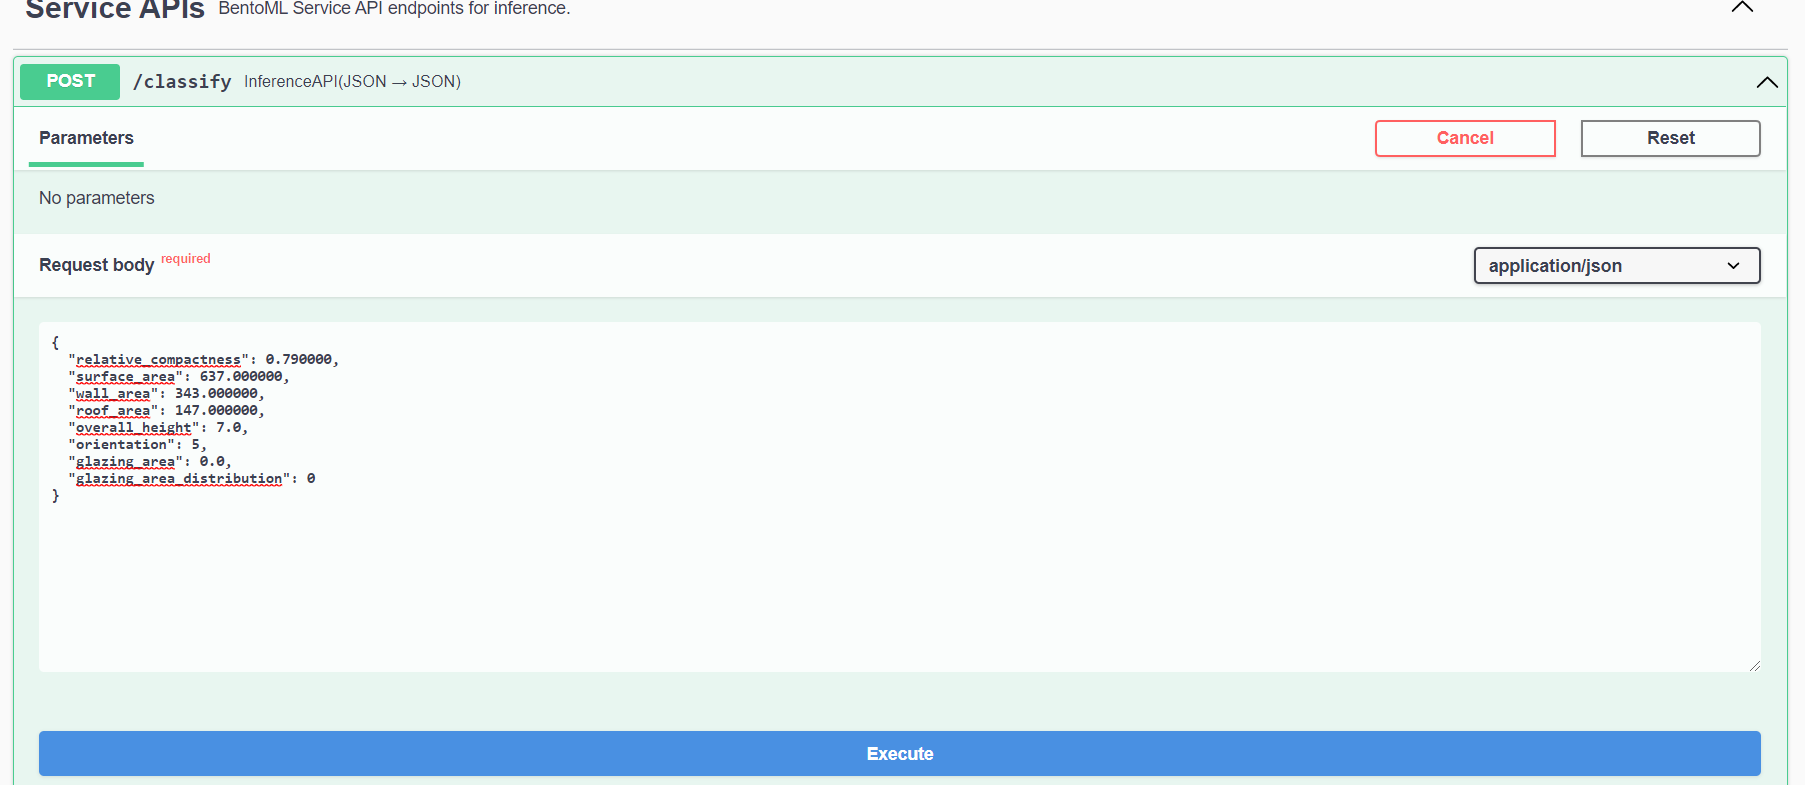 Service APIs BentoML Service API endpoints for inference.
POST /classify InferenceAPI(JSON → JSON)
Parameters Cancel Reset
No parameters
Request body required application/json
{
"relative_compactness": 0.790000,
"surface_area": 637.000000,
"wall_area": 343.000000,
"roof_area": 147.000000,
"overall_height": 7.0,
"orientation": 5,
"glazing_area": 0.0,
"glazing_area_distribution": 0
}
Execute